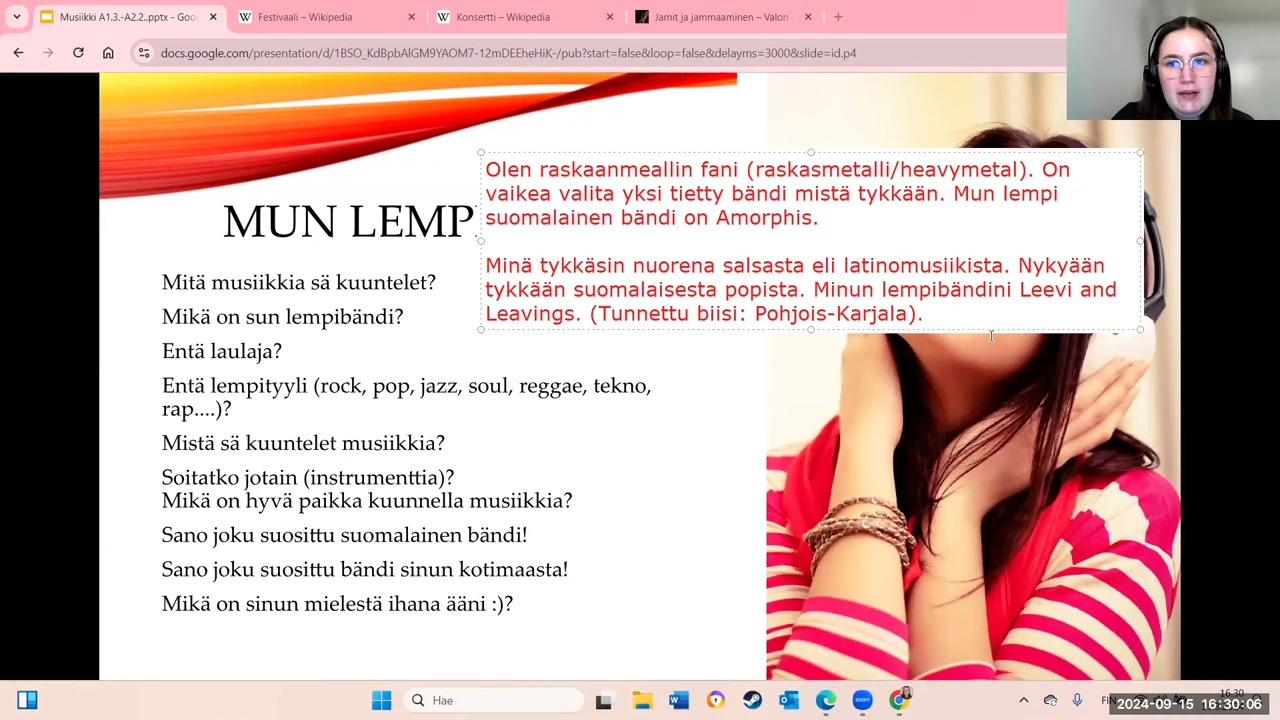 Musiikki A1.3.-A2.2..pptx - Goo
Festivaali – Wikipedia
Konsertti – Wikipedia
Jamit ja jammaaminen – Valon
docs.google.com/presentation/d/1BSO_KdBpbAlGM9YAOM7-12mDEEheHiK-/pub?start=false&loop=false&delayms=3000&slide=id.p4
Olen raskaanmeallin fani (raskasmetalli/heavymetal). On
vaikea valita yksi tietty bändi mistä tykkään. Mun lempi
suomalainen bändi on Amorphis.
Minä tykkäsin nuorena salsasta eli latinomusiikista. Nykyään
tykkään suomalaisesta popista. Minun lempibändini Leevi and
Leavings. (Tunnettu biisi: Pohjois-Karjala).
MUN LEMP
Mitä musiikkia sä kuuntelet?
Mikä on sun lempibändi?
Entä laulaja?
Entä lempityyli (rock, pop, jazz, soul, reggae, tekno,
rap....)?
Mistä sä kuuntelet musiikkia?
Soitatko jotain (instrumenttia)?
Mikä on hyvä paikka kuunnella musiikkia?
Sano joku suosittu suomalainen bändi!
Sano joku suosittu bändi sinun kotimaasta!
Mikä on sinun mielestä ihana ääni :)?
Hae
FIN
16.30
2024-09-15 16:30:06